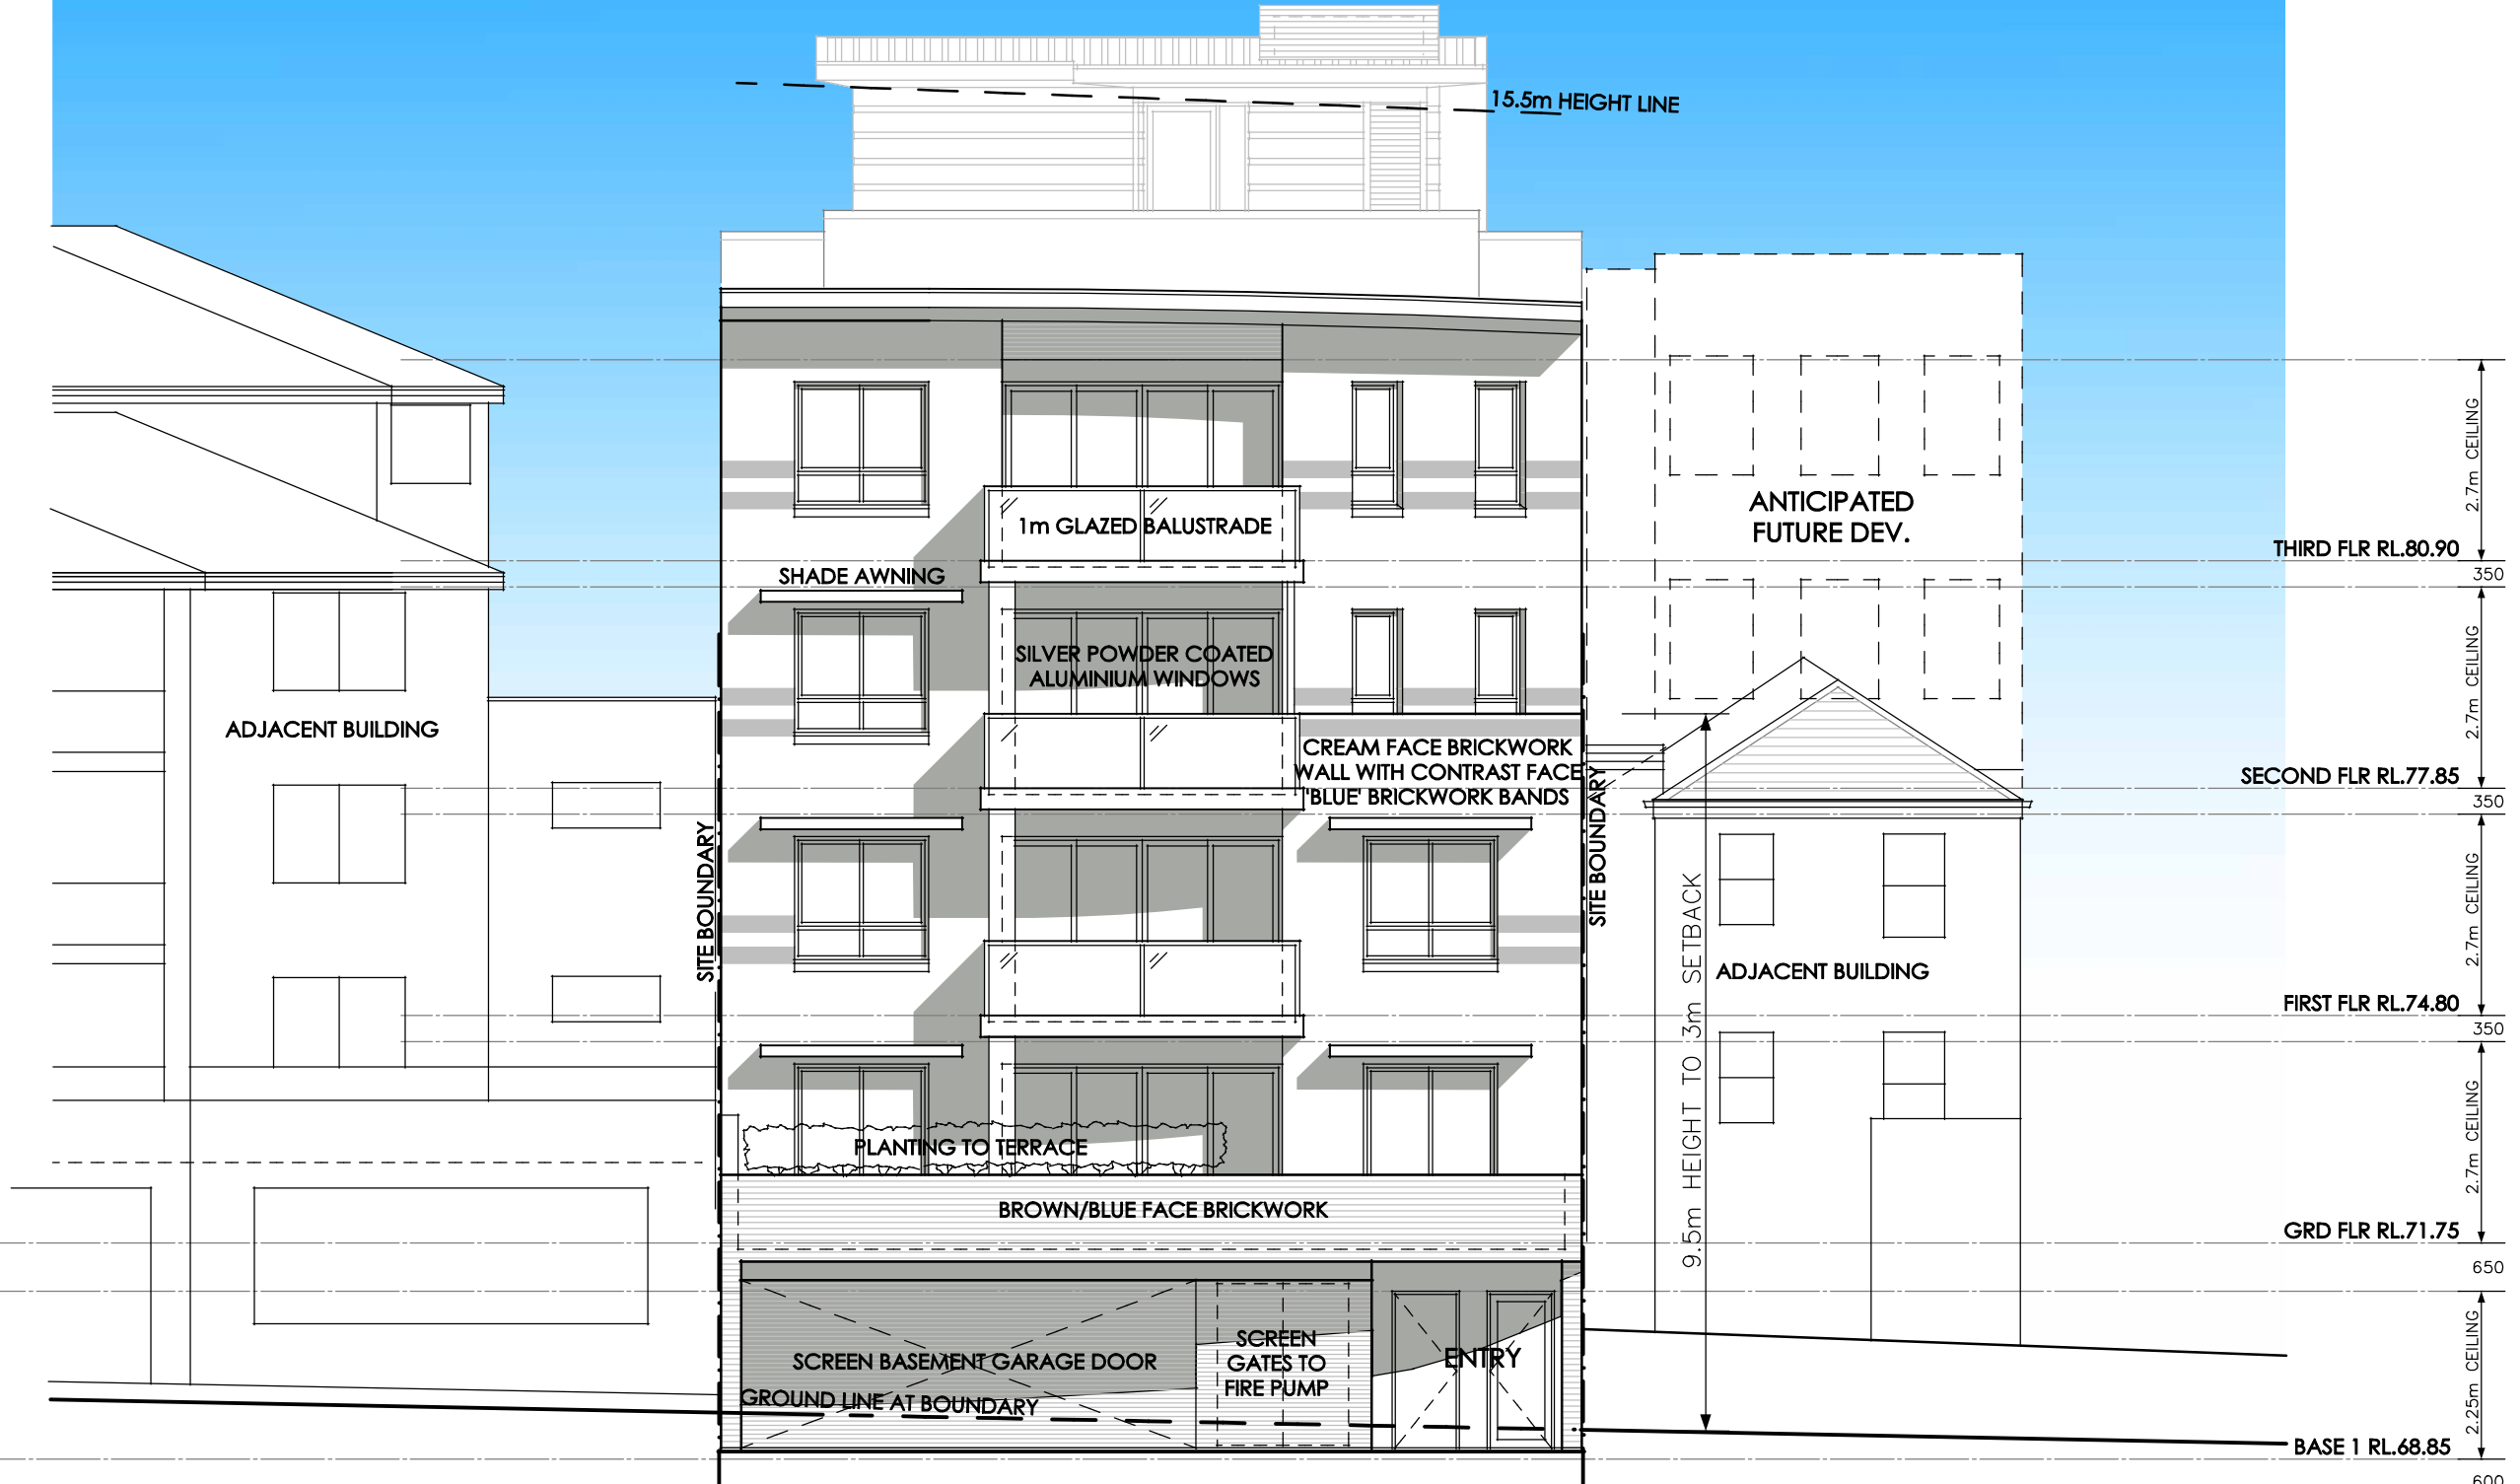 15.5m HEIGHT LINE
1m GLAZED BALUSTRADE
ANTICIPATED
FUTURE DEV.
2.7m CEILING
THIRD FLR RL.80.90
350
SHADE AWNING
SILVER POWDER COATED
ALUMINIUM WINDOWS
2.7m CEILING
ADJACENT BUILDING
CREAM FACE BRICKWORK
WALL WITH CONTRAST FACE
'BLUE' BRICKWORK BANDS
SECOND FLR RL.77.85
350
SITE BOUNDARY
SITE BOUNDARY
2.7m CEILING
ADJACENT BUILDING
9.5m HEIGHT TO 3m SETBACK
FIRST FLR RL.74.80
350
PLANTING TO TERRACE
2.7m CEILING
BROWN/BLUE FACE BRICKWORK
GRD FLR RL.71.75
650
SCREEN BASEMENT GARAGE DOOR
SCREEN
GATES TO
FIRE PUMP
ENTRY
GROUND LINE AT BOUNDARY
2.25m CEILING
BASE 1 RL.68.85
600